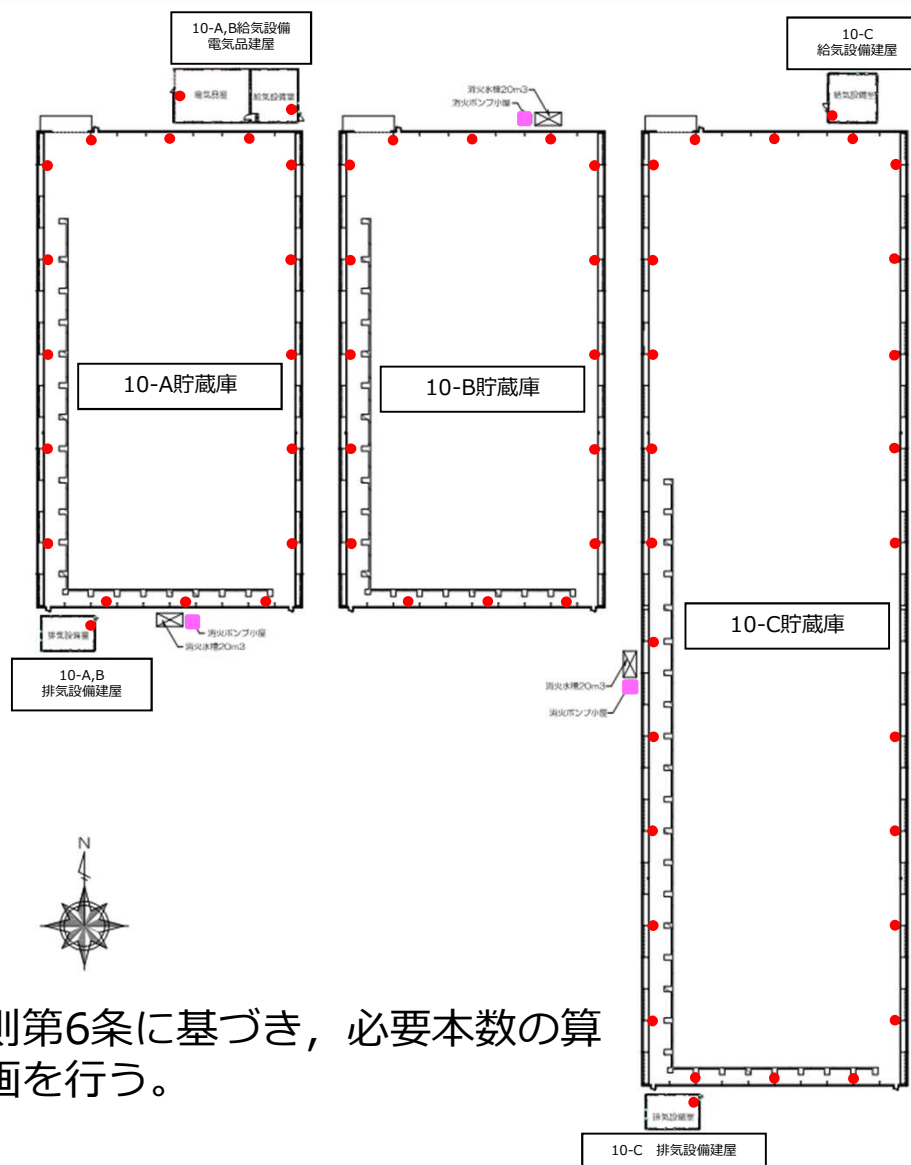 10-A,B給気設備
電気品建屋
10-C
給気設備建屋
電気品室
給気設備室
消火水槽20m3
消火ポンプ小屋
給気設備室
10-A貯蔵庫
10-B貯蔵庫
10-C貯蔵庫
排気設備室
消火ポンプ小屋
消火水槽20m3
10-A,B
排気設備建屋
消火水槽20m3
消火ポンプ小屋
N
則第6条に基づき，必要本数の算
画を行う。
排気設備室
10-C 排気設備建屋